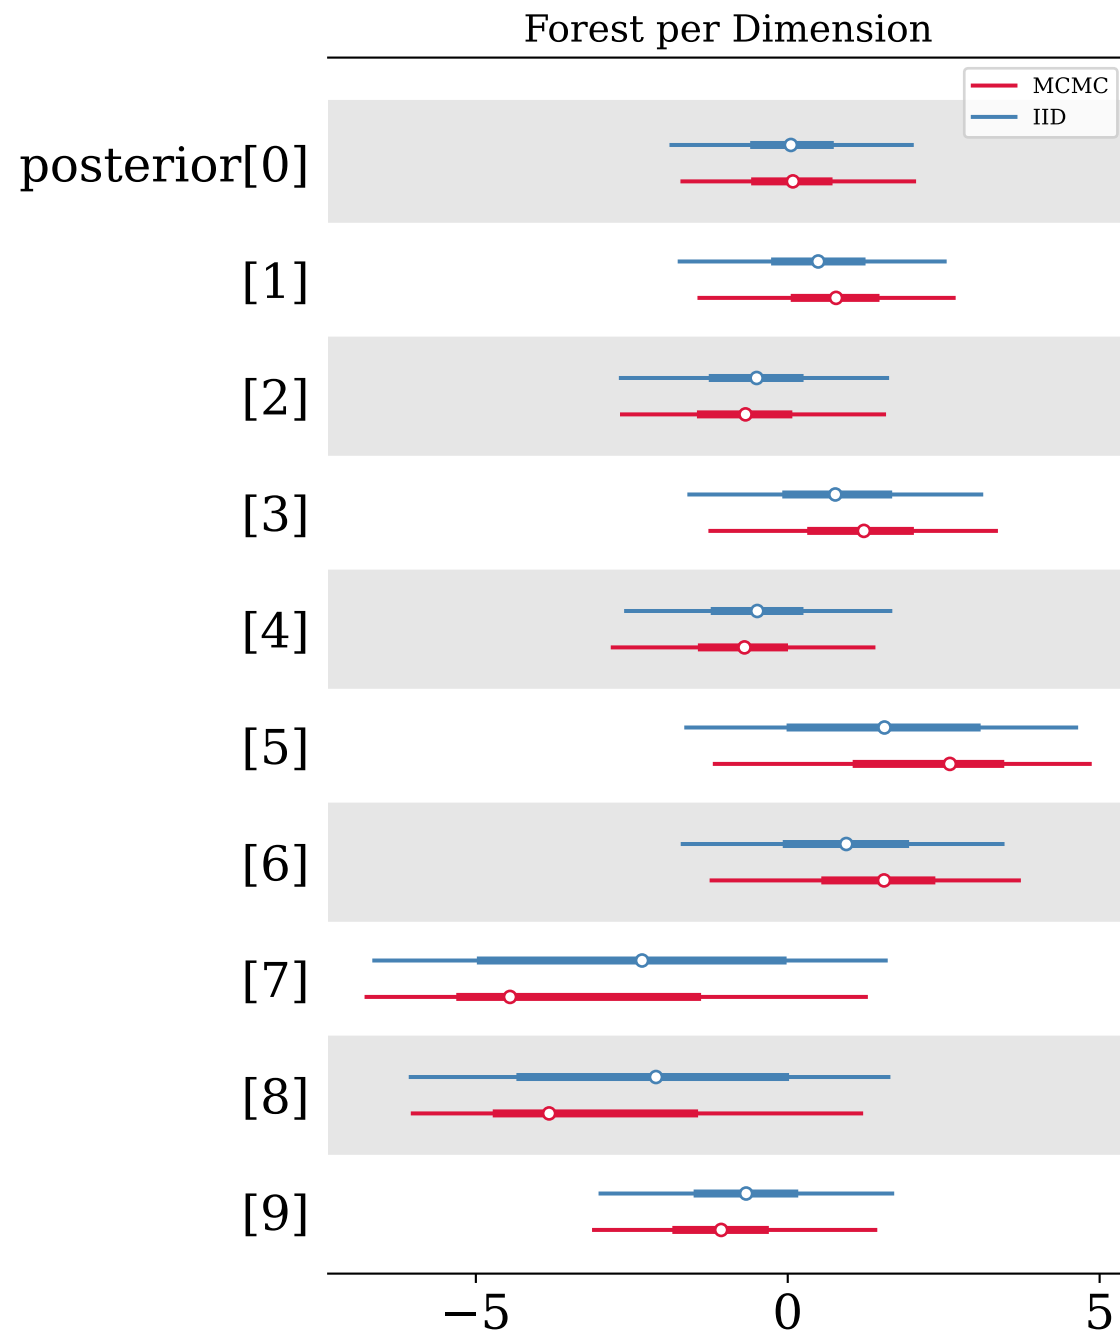 Forest per Dimension
MCMC
IID
posterior[0]
[1]
[2]
[3]
[4]
[5]
[6]
[7]
[8]
[9]
−5 0 5